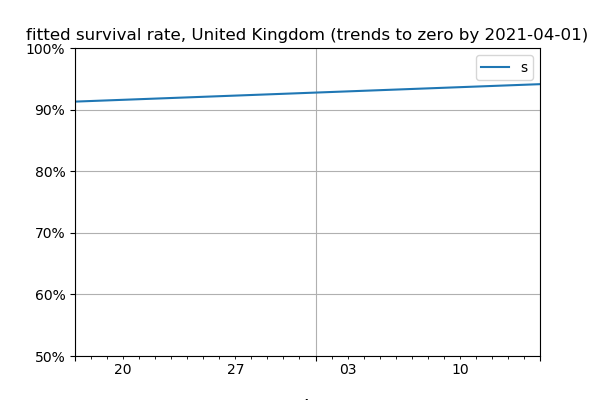 fitted survival rate, United Kingdom (trends to zero by 2021-04-01)
100%
s
90%
80%
70%
60%
50%
20 27 03 10